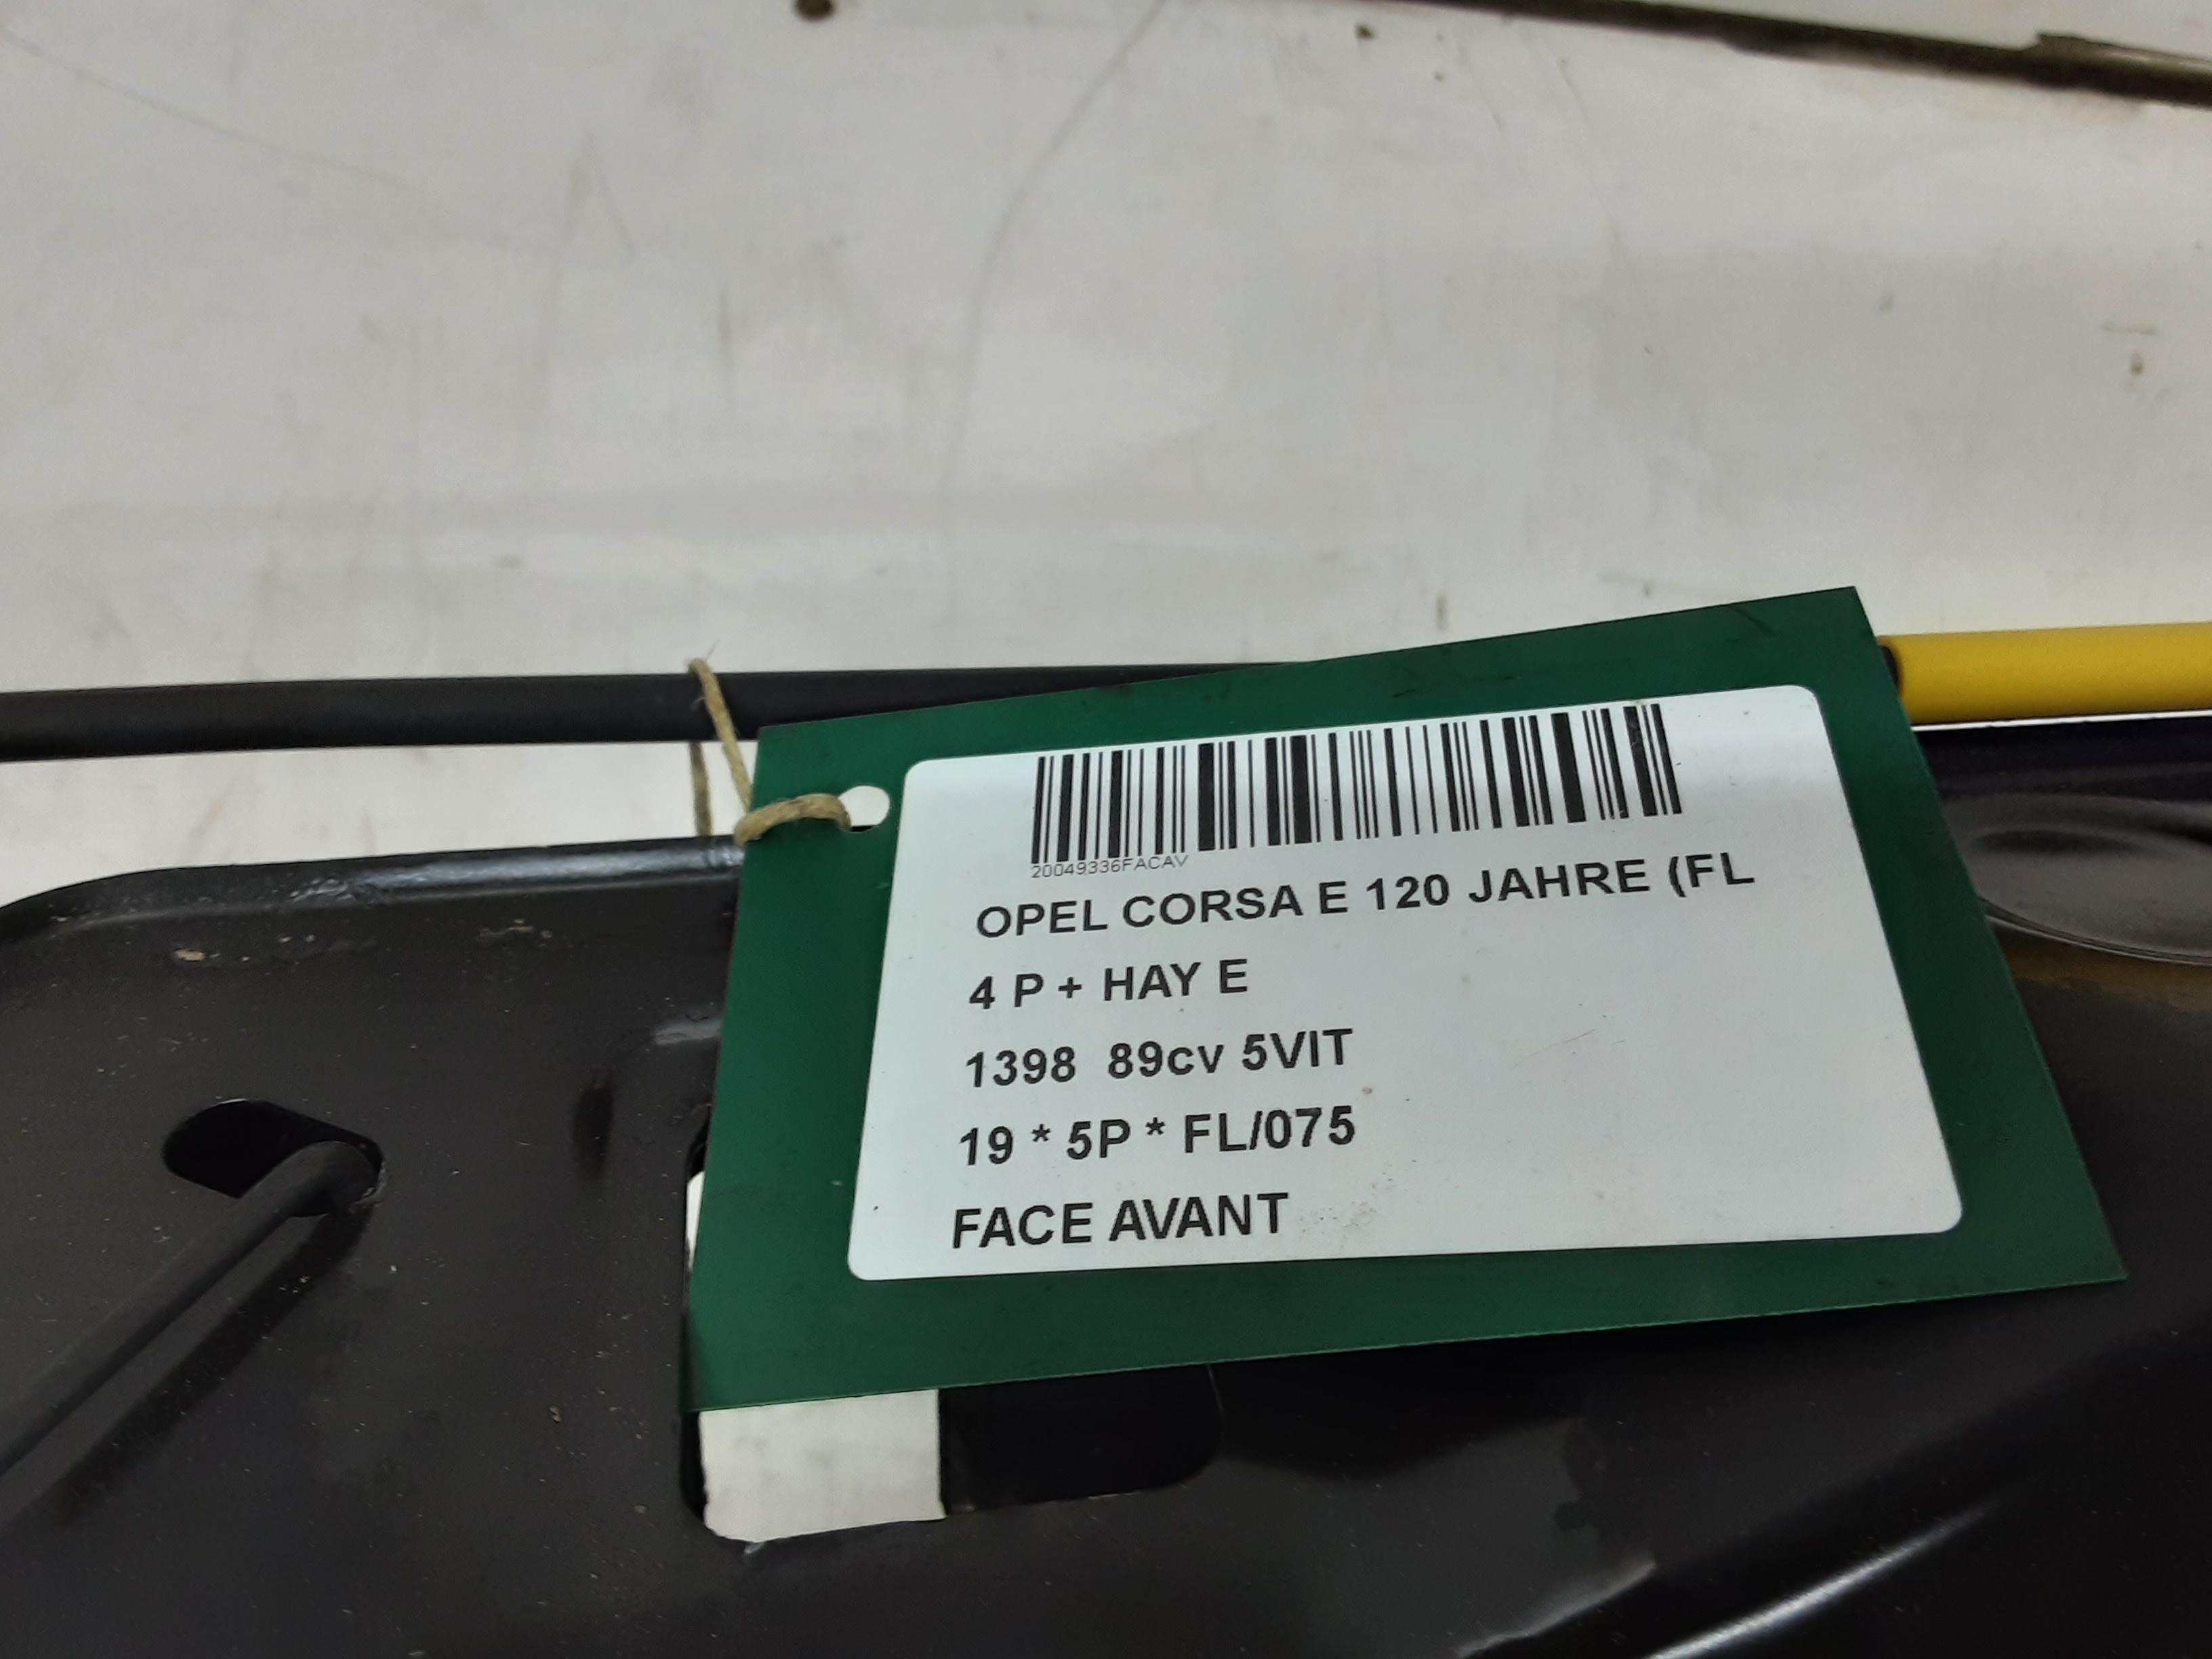 20049336FACAV
OPEL CORSA E 120 JAHRE (FL
4 P + HAY E
1398 89cv 5VIT
19 * 5P * FL/075
FACE AVANT